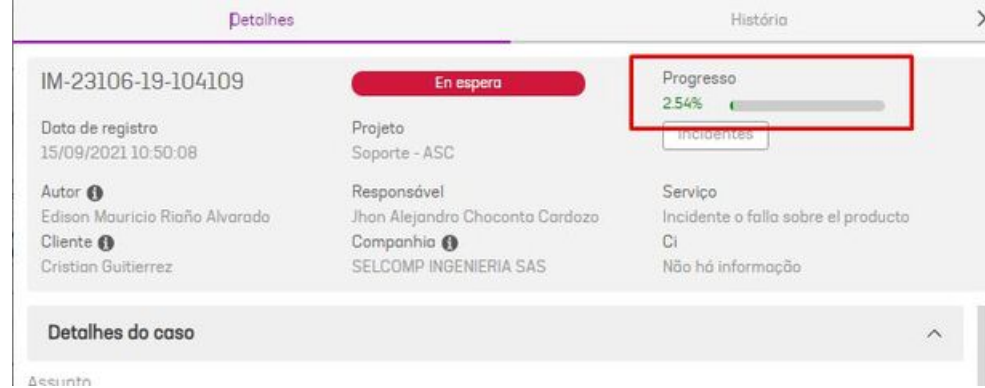 Detalhes
História
IM-23106-19-104109
En espera
Progresso
2.54%
Data de registro
15/09/2021 10:50:08
Projeto
Soporte - ASC
Incidentes
Autor
Edison Mauricio Riaño Alvarado
Responsável
Jhon Alejandro Choconta Cardozo
Serviço
Incidente o falla sobre el producto
Cliente
Cristian Guitierrez
Companhia
SELCOMP INGENIERIA SAS
Ci
Não há informação
Detalhes do caso
Assunto